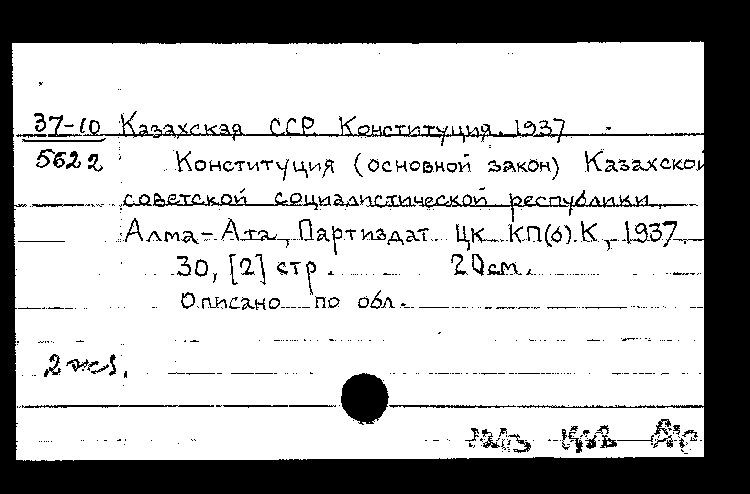 37-10 Казахская ССР. Конституция. 1937
5622 Конституция (основной закон) Казахской
советской социалистической республики.
Алма-Ата, Партиздат ЦК КП(б)К, 1937.
30, [2] стр. 20см.
Описано по обл.